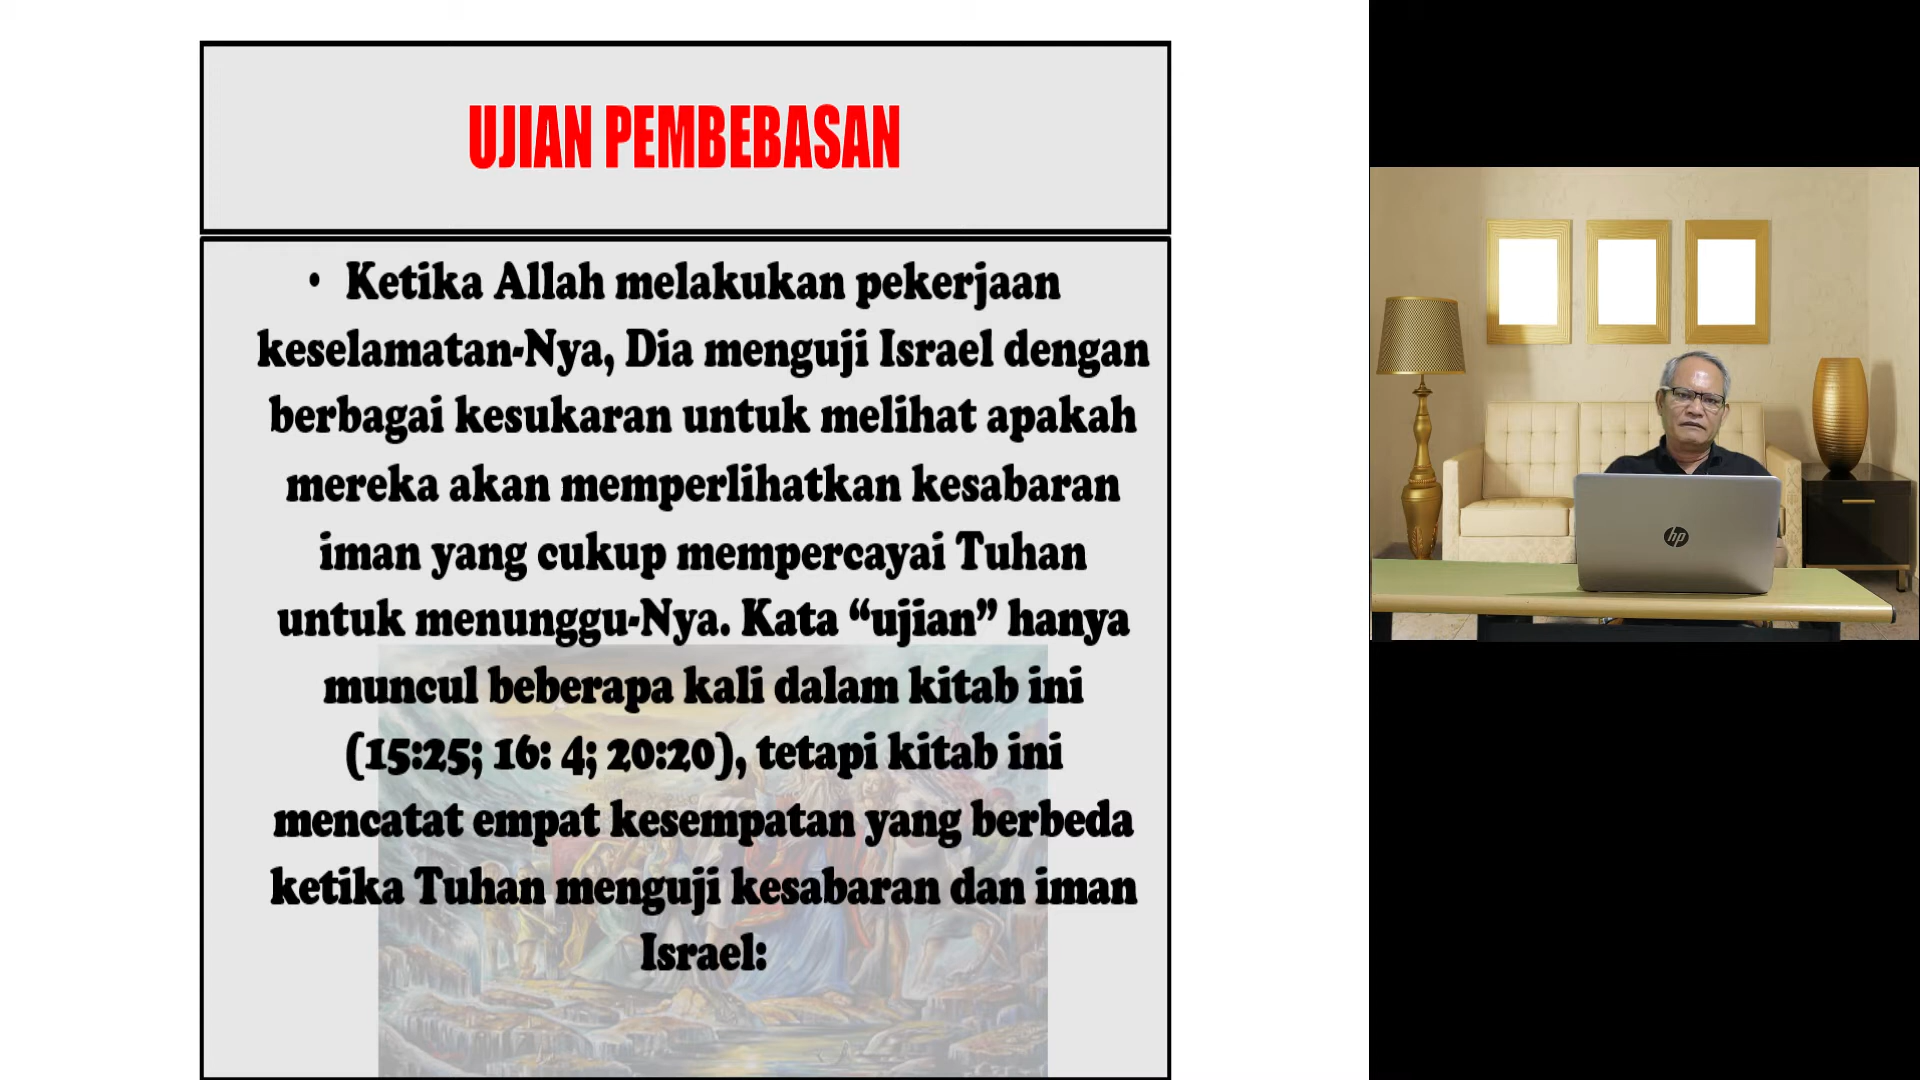 UJIAN PEMBEBASAN
• Ketika Allah melakukan pekerjaan
keselamatan-Nya, Dia menguji Israel dengan
berbagai kesukaran untuk melihat apakah
mereka akan memperlihatkan kesabaran
iman yang cukup mempercayai Tuhan
untuk menunggu-Nya. Kata “ujian” hanya
muncul beberapa kali dalam kitab ini
(15:25; 16: 4; 20:20), tetapi kitab ini
mencatat empat kesempatan yang berbeda
ketika Tuhan menguji kesabaran dan iman
Israel:
hp